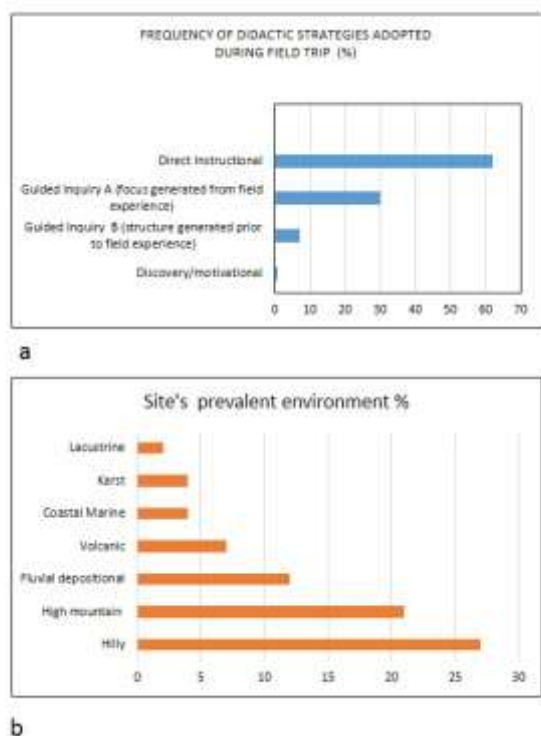 FREQUENCY OF DIDACTIC STRATEGIES ADOPTED
DURING FIELD TRIP (%)
Direct Instructional
Guided Inquiry A (focus generated from field
experience)
Guided Inquiry B (structure generated prior
to field experience)
Discovery/motivational
0 10 20 30 40 50 60 70
a
Site's prevalent environment %
Lacustrine
Karst
Coastal Marine
Volcanic
Fluvial depositional
High mountain
Hilly
0 5 10 15 20 25 30
b